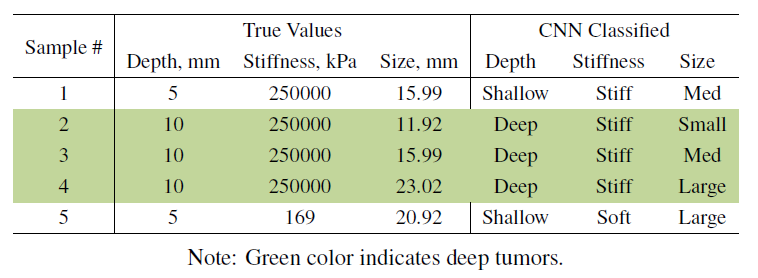 Sample # True Values CNN Classified
Depth, mm Stiffness, kPa Size, mm Depth Stiffness Size
1 5 250000 15.99 Shallow Stiff Med
2 10 250000 11.92 Deep Stiff Small
3 10 250000 15.99 Deep Stiff Med
4 10 250000 23.02 Deep Stiff Large
5 5 169 20.92 Shallow Soft Large
Note: Green color indicates deep tumors.